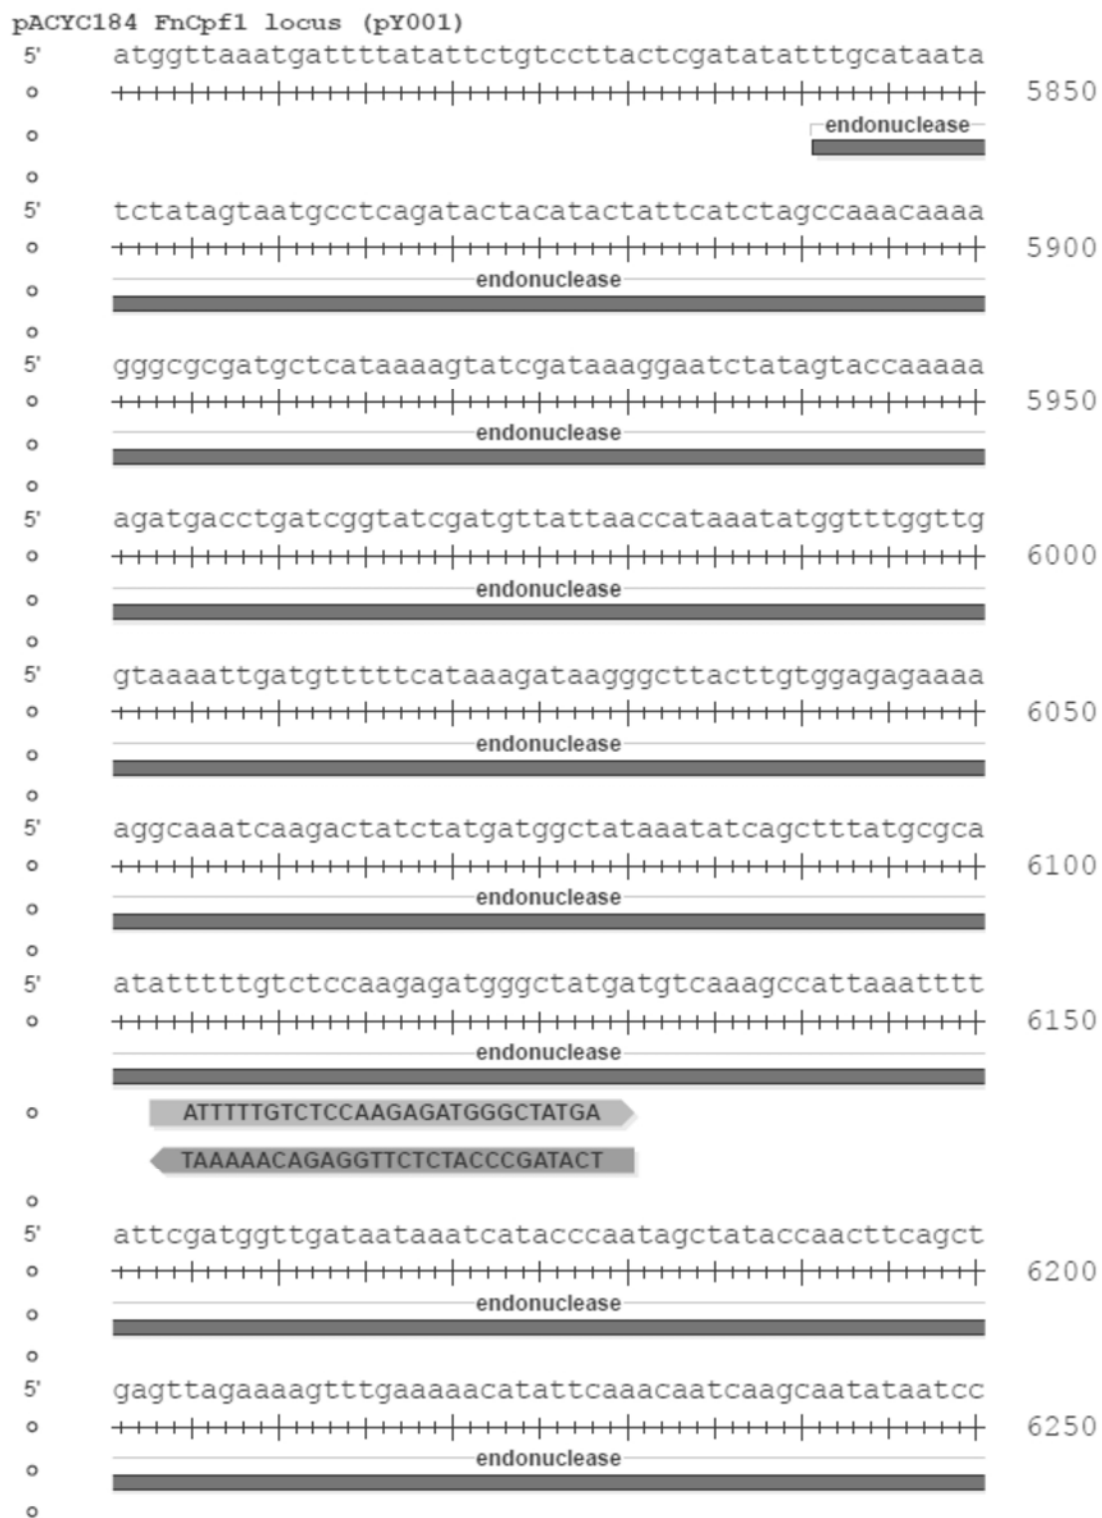 pACYC184 FnCpf1 locus (pY001)
5' atggttaaatgattttatattctgtccttactcgatatatttgcataata
5850
endonuclease
5' tctatagtaatgcctcagatactacatactattcatctagccaaacaaaa
5900
endonuclease
5' gggcgcgatgctcataaaagtatcgataaaggaatctatagtaccaaaaa
5950
endonuclease
5' agatgacctgatcggtatcgatgttattaaccataaatatggtttggttg
6000
endonuclease
5' gtaaaattgatgtttttcataaagataagggcttacttgtggagagaaaa
6050
endonuclease
5' aggcaaatcaagactatctatgatggctataaatatcagctttatgcgca
6100
endonuclease
5' atatttttgtctccaagagatgggctatgatgtcaaagccattaaatttt
6150
endonuclease
ATTTTTGTCTCCAAGAGATGGGCTATGA
TAAAAACAGAGGTTCTCTACCCGATACT
5' attcgatggttgataataaatcatacccaatagctataccaacttcagct
6200
endonuclease
5' gagttagaaaagtttgaaaaacatattcaaacaatcaagcaatataatcc
6250
endonuclease